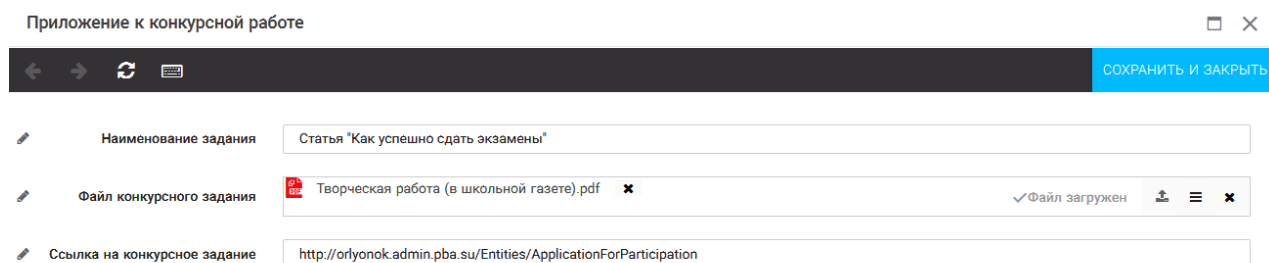 Приложение к конкурсной работе
СОХРАНИТЬ И ЗАКРЫТЬ
Наименование задания Статья "Как успешно сдать экзамены"
Файл конкурсного задания Творческая работа (в школьной газете).pdf Файл загружен
Ссылка на конкурсное задание http://orlyonok.admin.pba.su/Entities/ApplicationForParticipation